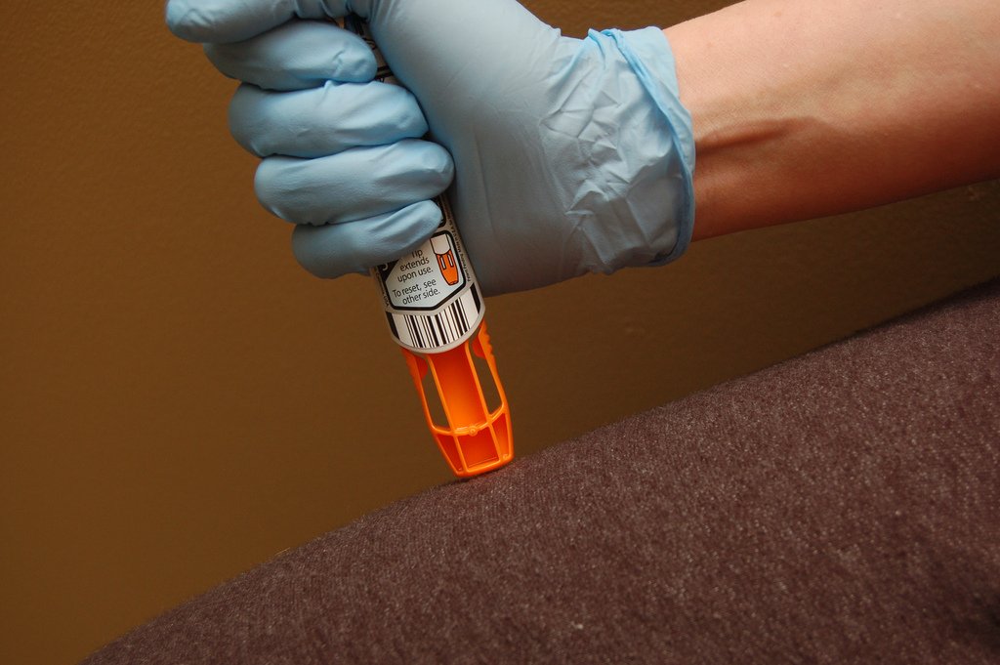 Tip
extends
upon use.
To reset, see
other side.